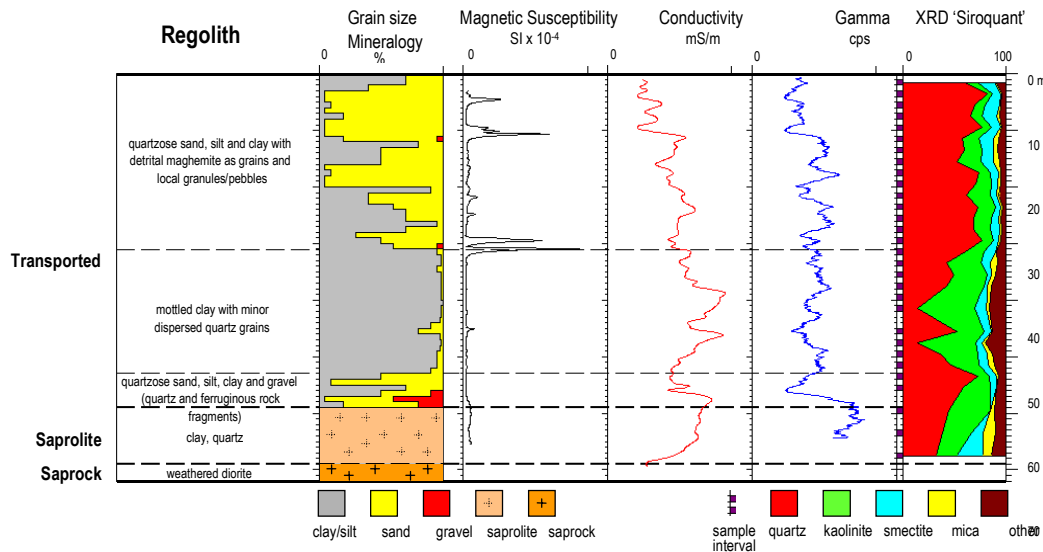 Regolith
Grain size
Mineralogy
%
Magnetic Susceptibility
SI x 10-4
Conductivity
mS/m
Gamma
cps
XRD 'Siroquant'
0
0
0
0
0
100
0 m
10
20
30
40
50
60
70
Transported
quartzose sand, silt and clay with
detrital maghemite as grains and
local granules/pebbles
mottled clay with minor
dispersed quartz grains
quartzose sand, silt, clay and gravel
(quartz and ferruginous rock
fragments)
Saprolite
clay, quartz
Saprock
weathered diorite
clay/silt
sand
gravel
saprolite
saprock
sample
interval
quartz
kaolinite
smectite
mica
other